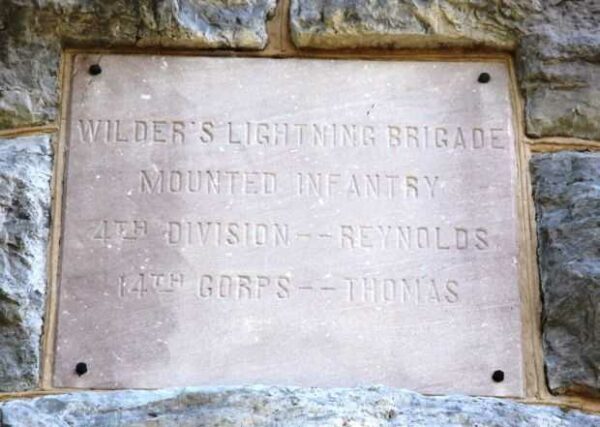 WILDER'S LIGHTNING BRIGADE
MOUNTED INFANTRY
4TH DIVISION--REYNOLDS
14TH CORPS--THOMAS